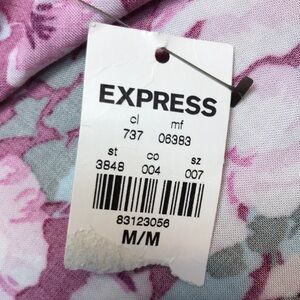 EXPRESS
cl mf
737 06383
st co sz
3848 004 007
83123056
M/M